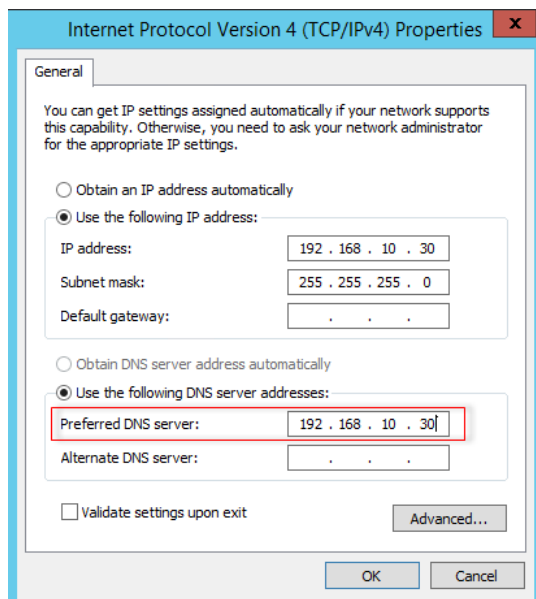 Internet Protocol Version 4 (TCP/IPv4) Properties
x
General
You can get IP settings assigned automatically if your network supports
this capability. Otherwise, you need to ask your network administrator
for the appropriate IP settings.
Obtain an IP address automatically
Use the following IP address:
IP address: 192 . 168 . 10 . 30
Subnet mask: 255 . 255 . 255 . 0
Default gateway: . . .
Obtain DNS server address automatically
Use the following DNS server addresses:
Preferred DNS server: 192 . 168 . 10 . 30
Alternate DNS server: . . .
Validate settings upon exit
Advanced...
OK Cancel